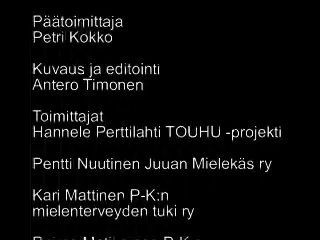 Päätoimittaja
Petri Kokko
Kuvaus ja editointi
Antero Timonen
Toimittajat
Hannele Perttilahti TOUHU -projekti
Pentti Nuutinen Juuan Mielekäs ry
Kari Mattinen P-K:n
mielenterveyden tuki ry